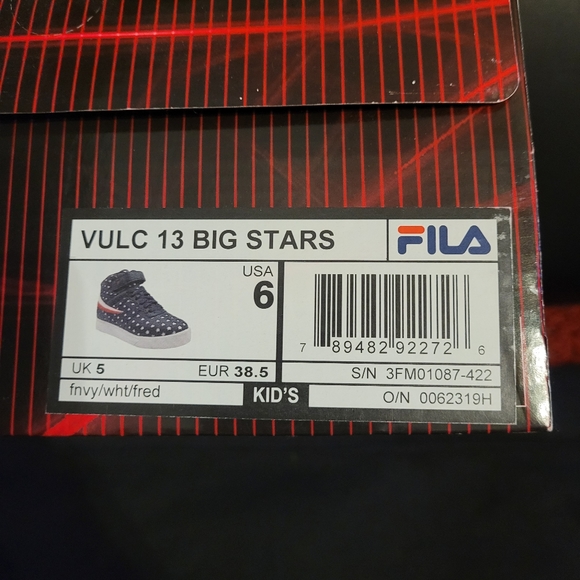 VULC 13 BIG STARS
FILA
USA
6
7 89482 92272 6
UK 5 EUR 38.5
S/N 3FM01087-422
fnvy/wht/fred
KID'S
O/N 0062319H